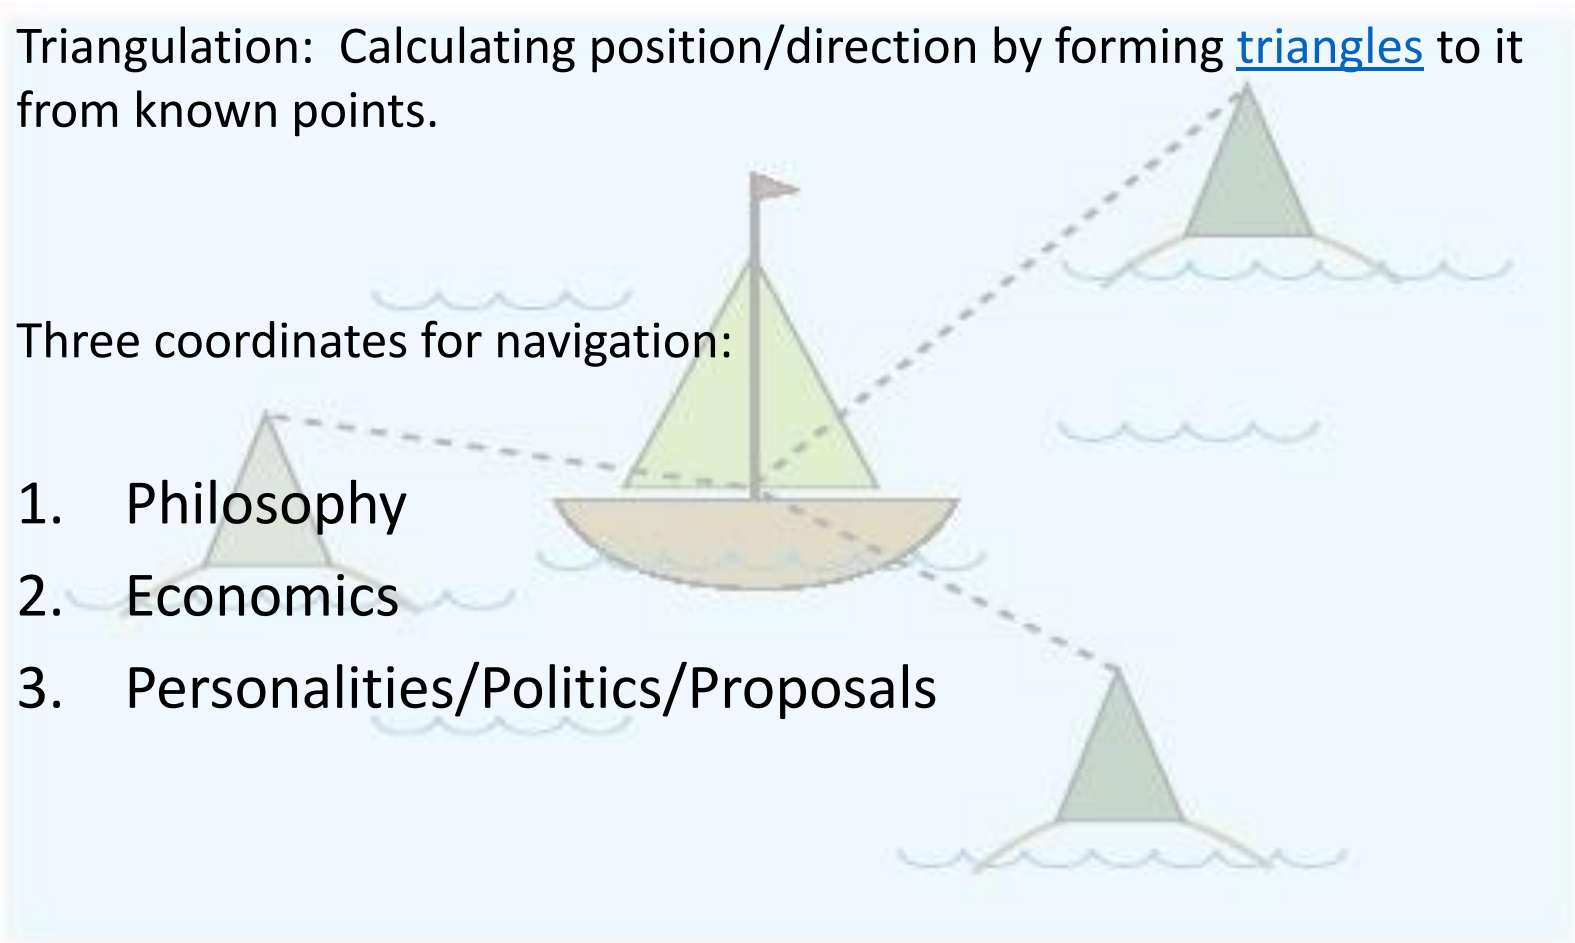 Triangulation:  Calculating position/direction by forming triangles to it
from known points.
Three coordinates for navigation:
1. Philosophy
2. Economics
3. Personalities/Politics/Proposals